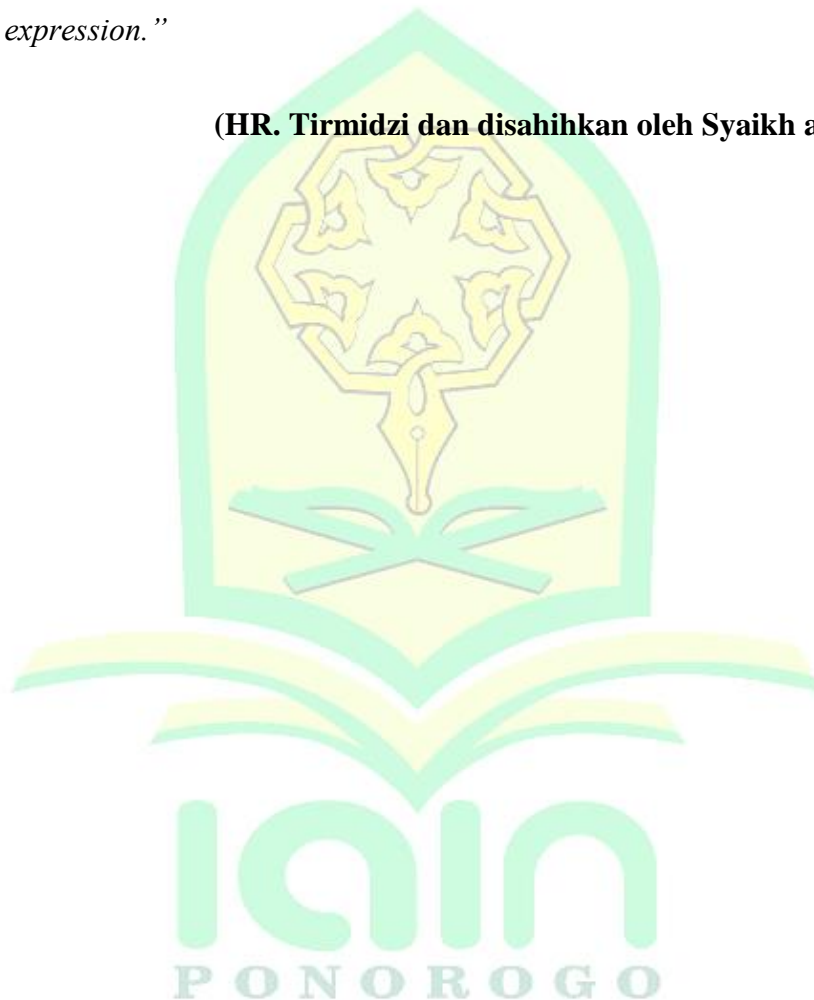 expression.”
(HR. Tirmidzi dan disahihkan oleh Syaikh a
iain
PONOROGO